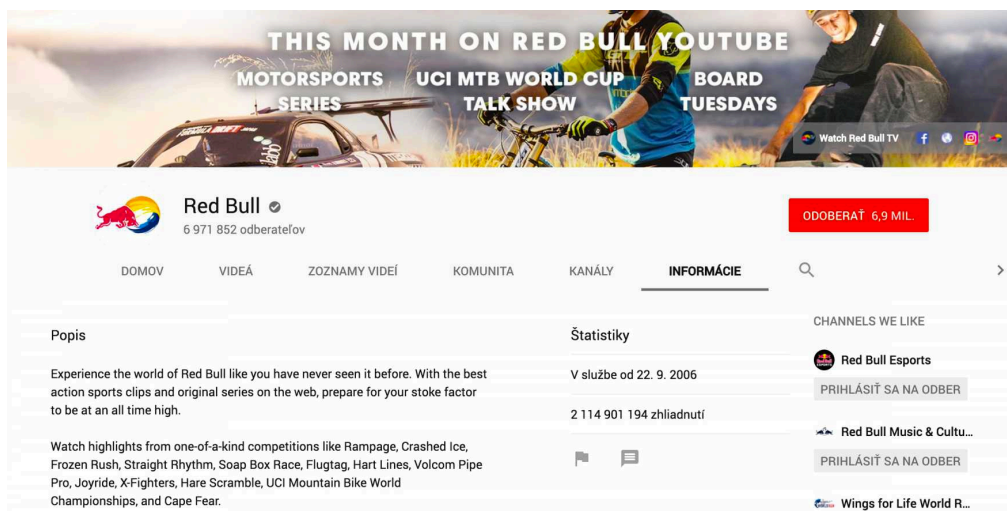 THIS MONTH ON RED BULL YOUTUBE
MOTORSPORTS
SERIES
UCI MTB WORLD CUP
TALK SHOW
BOARD
TUESDAYS
FORMULA DRIFT
Watch Red Bull TV
Red Bull
6 971 852 odberateľov
ODOBERAŤ 6,9 MIL.
DOMOV
VIDEÁ
ZOZNAMY VIDEÍ
KOMUNITA
KANÁLY
INFORMÁCIE
Popis
Experience the world of Red Bull like you have never seen it before. With the best
action sports clips and original series on the web, prepare for your stoke factor
to be at an all time high.
Watch highlights from one-of-a-kind competitions like Rampage, Crashed Ice,
Frozen Rush, Straight Rhythm, Soap Box Race, Flugtag, Hart Lines, Volcom Pipe
Pro, Joyride, X-Fighters, Hare Scramble, UCI Mountain Bike World
Championships, and Cape Fear.
Štatistiky
V službe od 22. 9. 2006
2 114 901 194 zhliadnutí
CHANNELS WE LIKE
Red Bull Esports
PRIHLÁSIŤ SA NA ODBER
Red Bull Music & Cultu...
PRIHLÁSIŤ SA NA ODBER
Wings for Life World R...